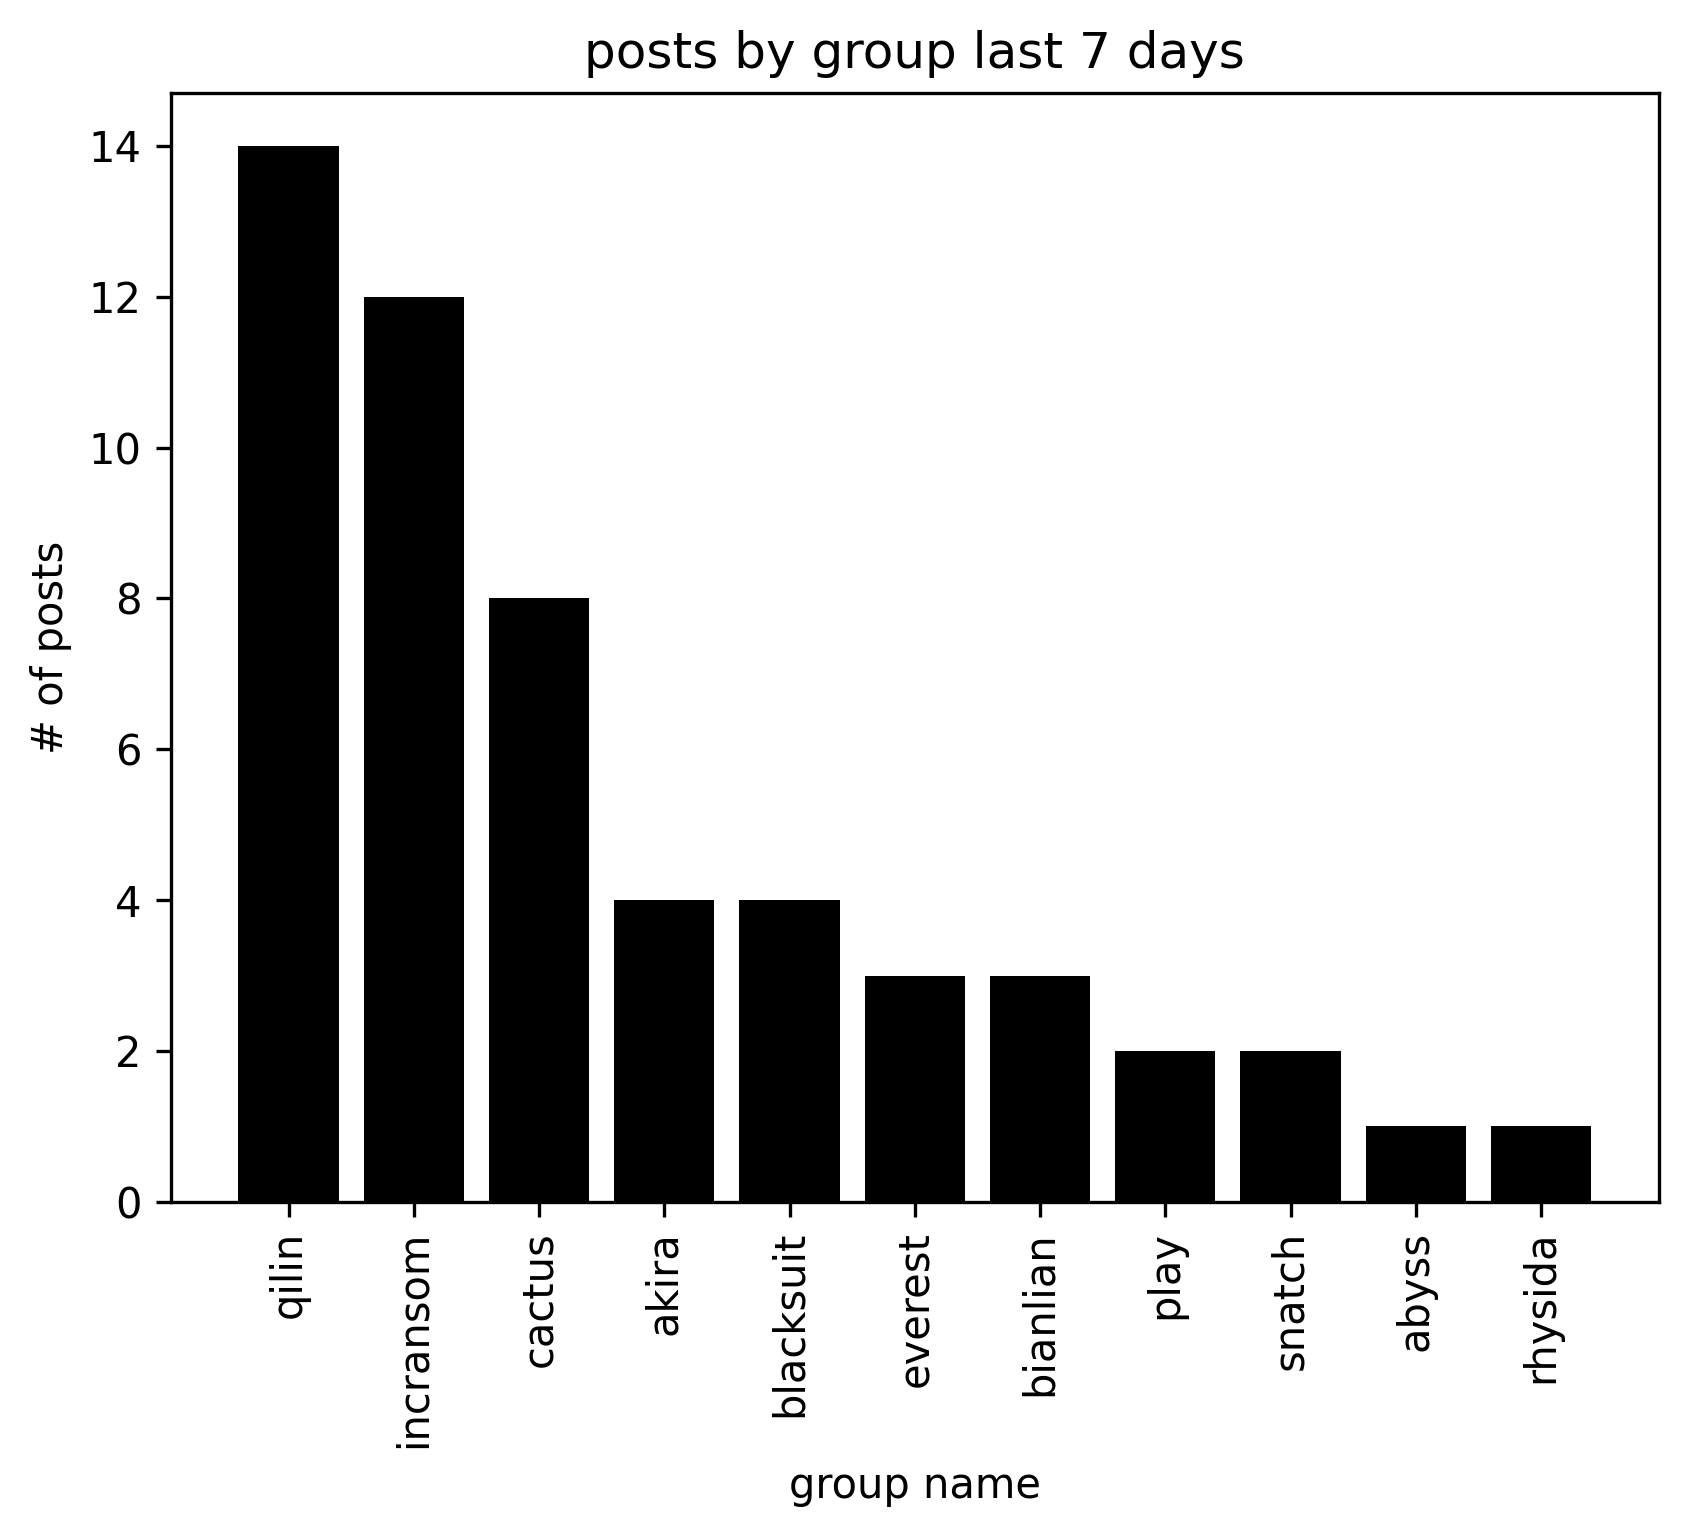 posts by group last 7 days
14
12
10
8
6
4
2
0
# of posts
qilin
incransom
cactus
akira
blacksuit
everest
bianlian
play
snatch
abyss
rhysida
group name